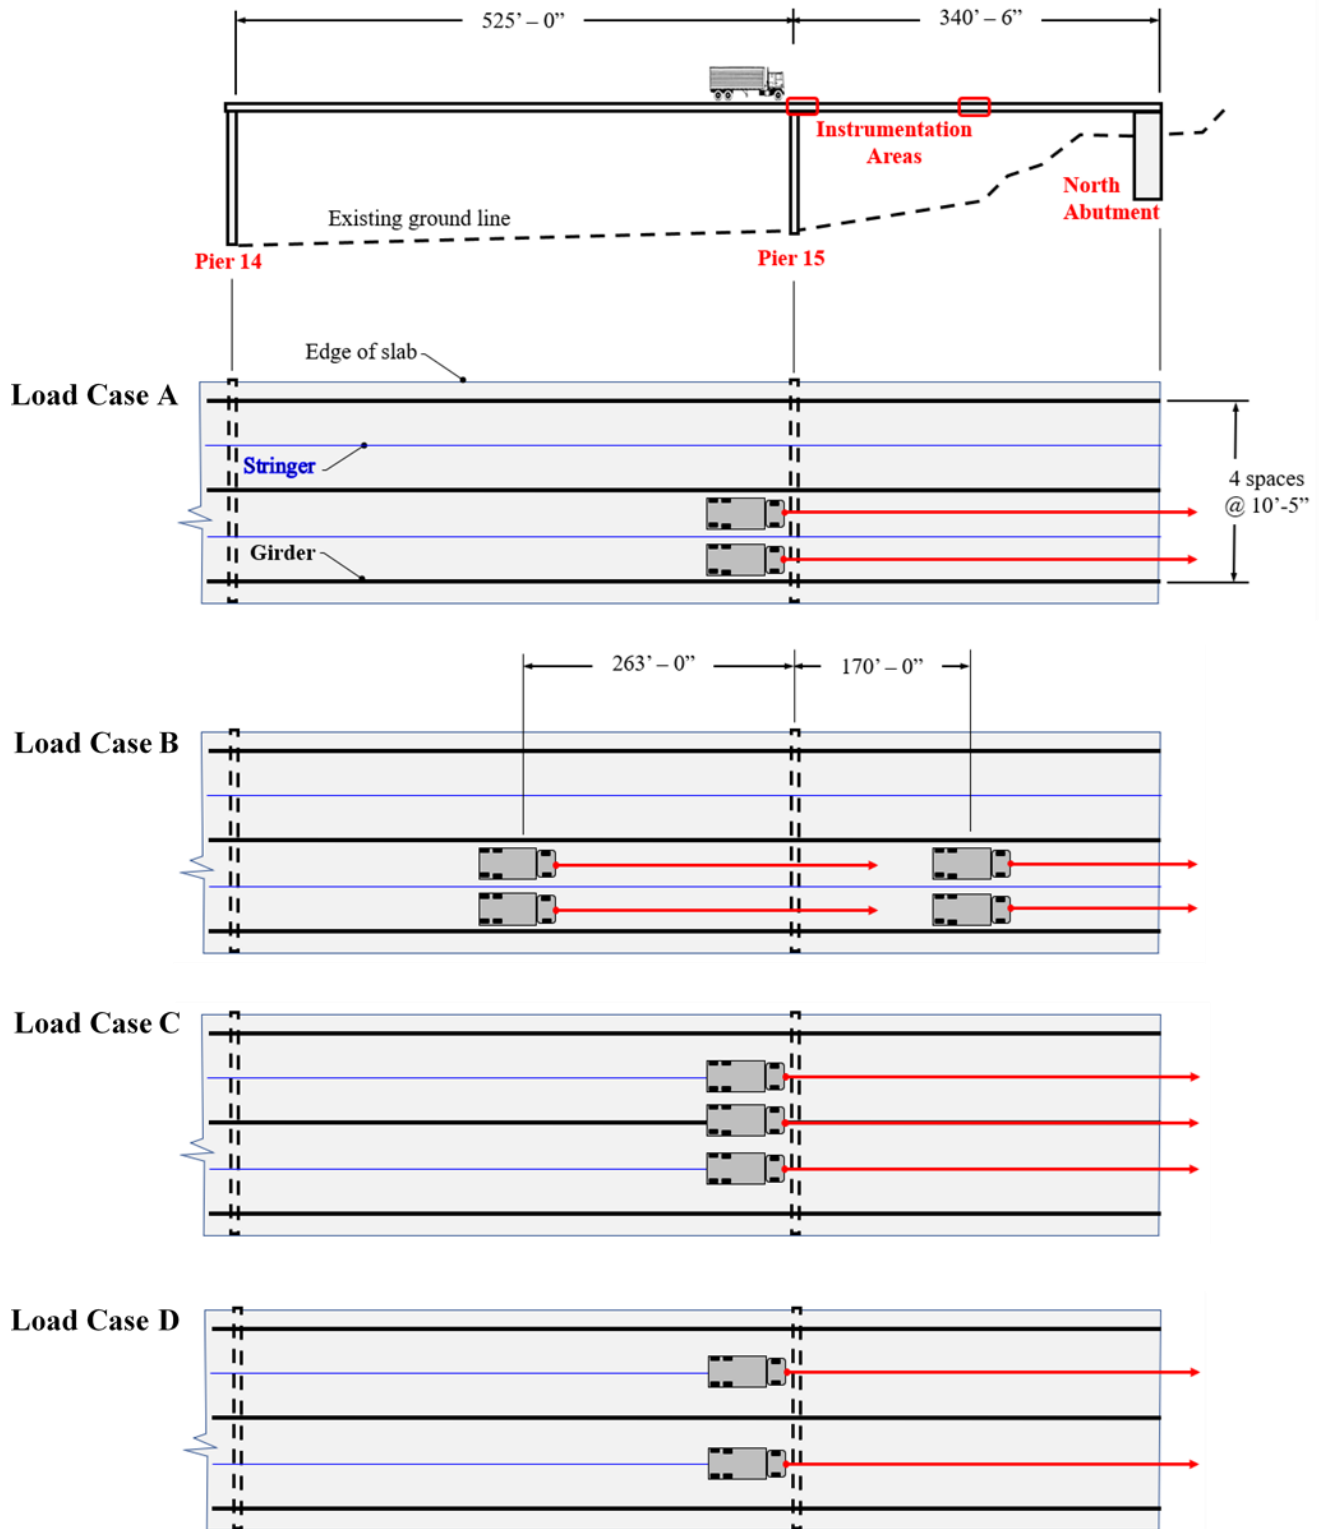 525’ – 0”
340’ – 6”
Instrumentation
Areas
North
Abutment
Existing ground line
Pier 14
Pier 15
Edge of slab
Load Case A
Stringer
4 spaces
@ 10’-5”
Girder
263’ – 0”
170’ – 0”
Load Case B
Load Case C
Load Case D